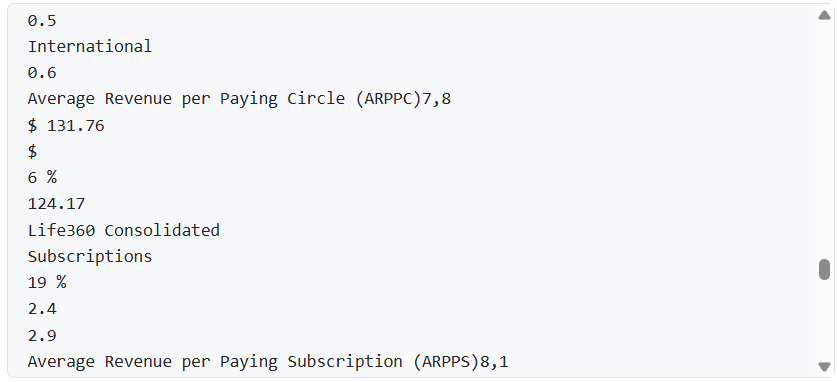 0.5
International
0.6
Average Revenue per Paying Circle (ARPPC)7,8
$ 131.76
$
6 %
124.17
Life360 Consolidated
Subscriptions
19 %
2.4
2.9
Average Revenue per Paying Subscription (ARPPS)8,1